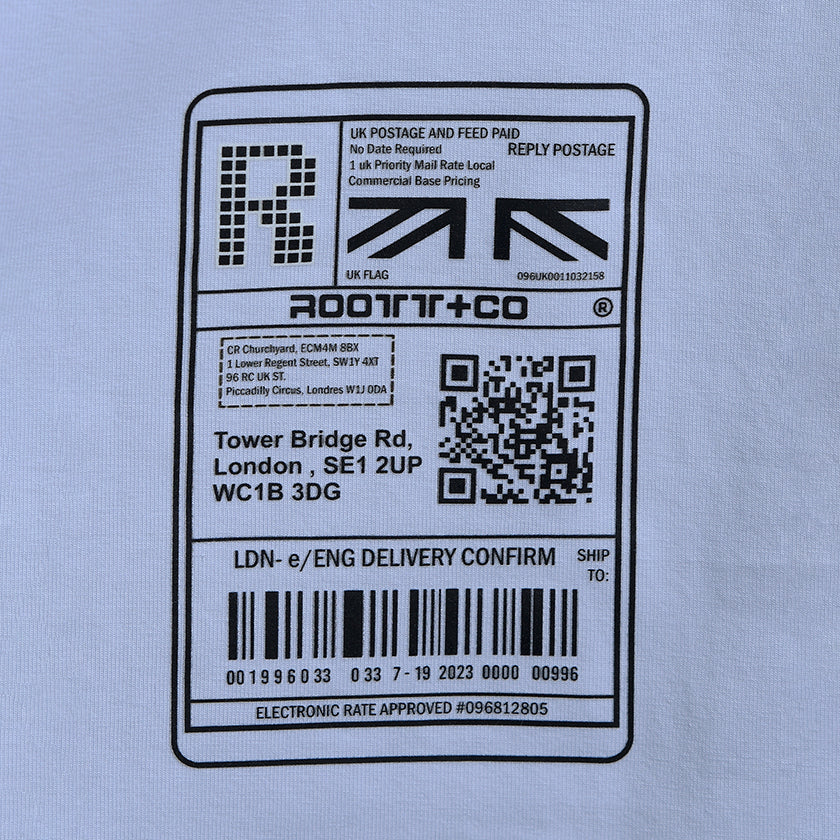 R
UK POSTAGE AND FEED PAID
No Date Required
REPLY POSTAGE
1 uk Priority Mail Rate Local
Commercial Base Pricing
UK FLAG
096UK0011032158
ROOTTT+CO
®
CR Churchyard, ECM4M 8BX
1 Lower Regent Street, SW1Y 4XT
96 RC UK ST.
Piccadilly Circus, Londres W1J 0DA
Tower Bridge Rd,
London , SE1 2UP
WC1B 3DG
LDN- e/ENG DELIVERY CONFIRM
SHIP
TO:
001996033 033 7-19 2023 0000 00996
ELECTRONIC RATE APPROVED #096812805